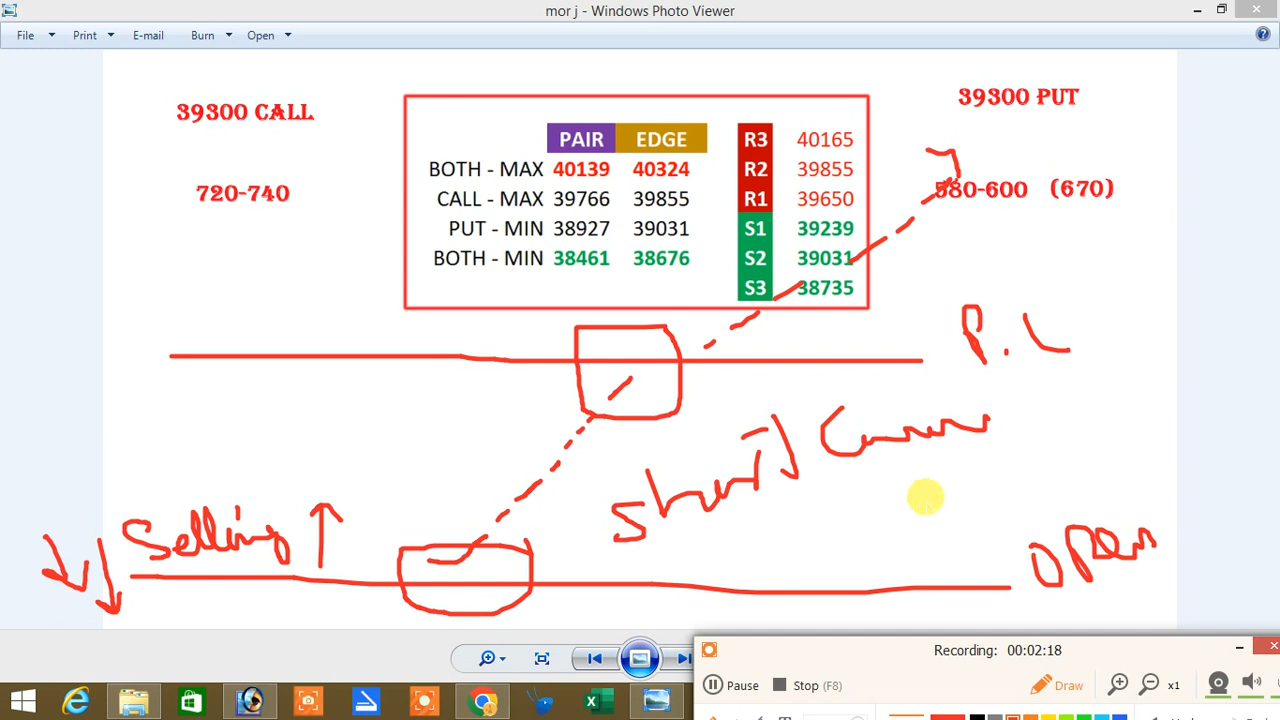 mor j - Windows Photo Viewer
File Print E-mail Burn Open
39300 CALL
720-740
PAIR EDGE
BOTH - MAX 40139 40324
CALL - MAX 39766 39855
PUT - MIN 38927 39031
BOTH - MIN 38461 38676
R3 40165
R2 39855
R1 39650
S1 39239
S2 39031
S3 38735
39300 PUT
580-600 (670)
P.L
Short Cover
Selling
open
Recording: 00:02:18
Pause Stop (F8) Draw x1